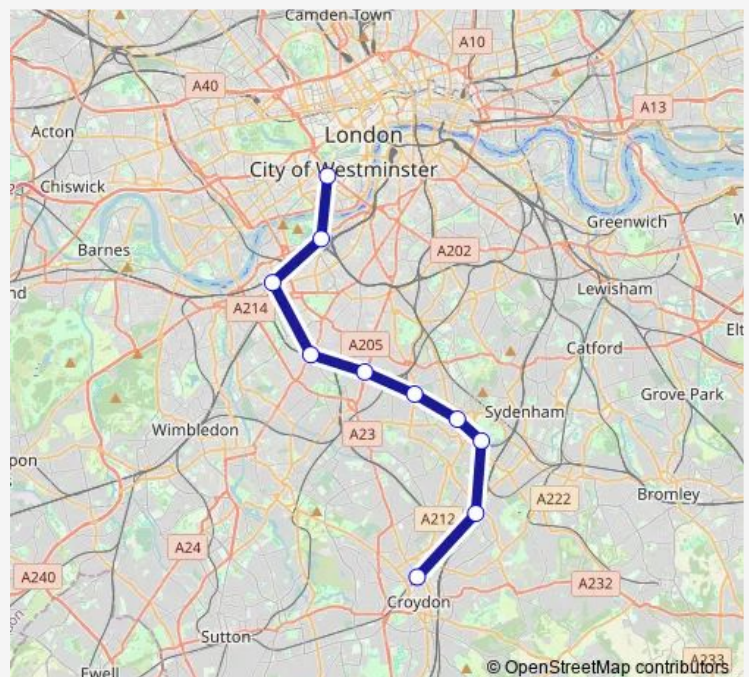 Camden Town
A10
A40
A13
Acton
London
City of Westminster
Chiswick
Greenwich
Barnes
A202
Lewisham
A214
A205
Catford
Grove Park
Sydenham
Wimbledon
A23
A222
Bromley
A212
A24
A240
A232
Croydon
Sutton
A233
Ewell
© OpenStreetMap contributors